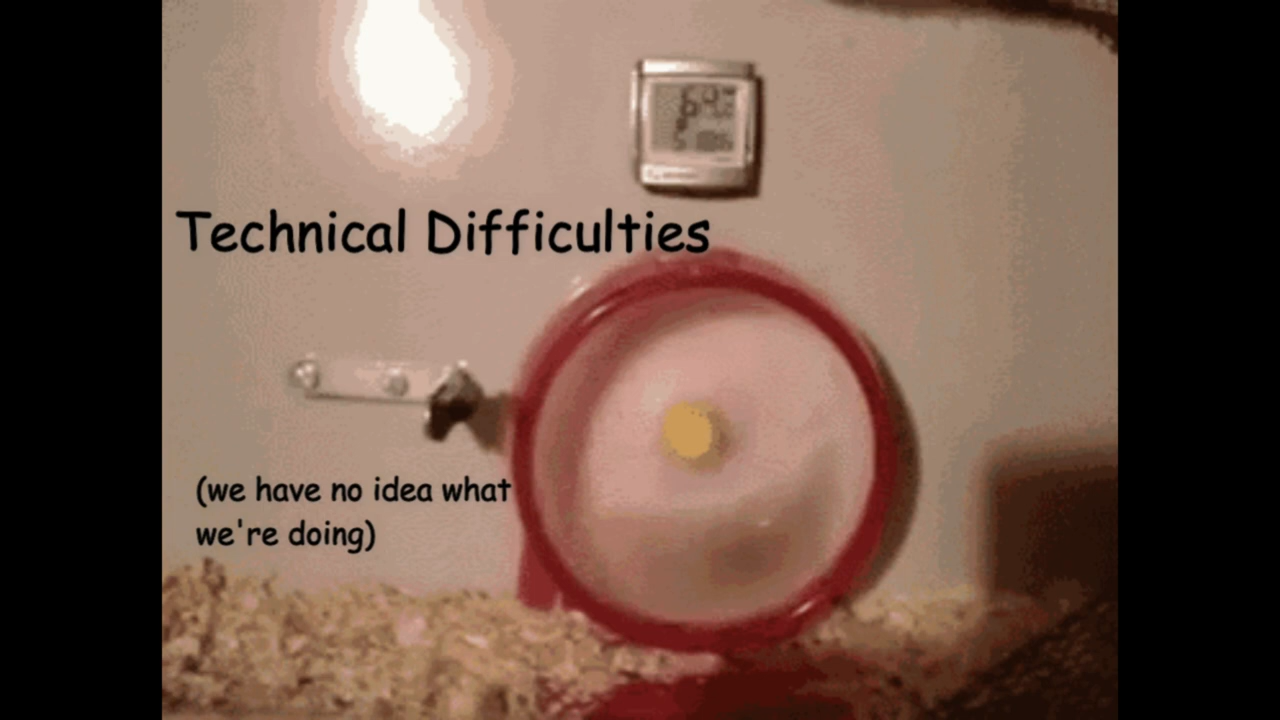 Technical Difficulties
(we have no idea what
we're doing)